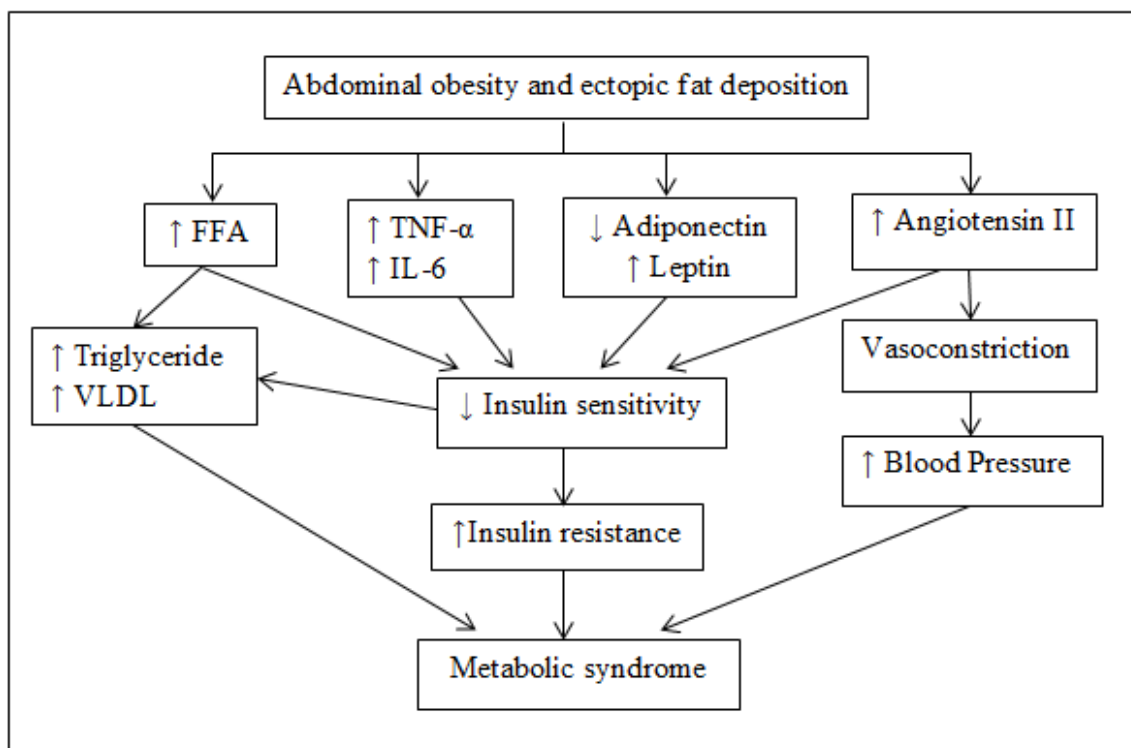 Abdominal obesity and ectopic fat deposition
↑ FFA
↑ TNF-α
↑ IL-6
↓ Adiponectin
↑ Leptin
↑ Angiotensin II
↑ Triglyceride
↑ VLDL
↓ Insulin sensitivity
Vasoconstriction
↑ Blood Pressure
↑Insulin resistance
Metabolic syndrome